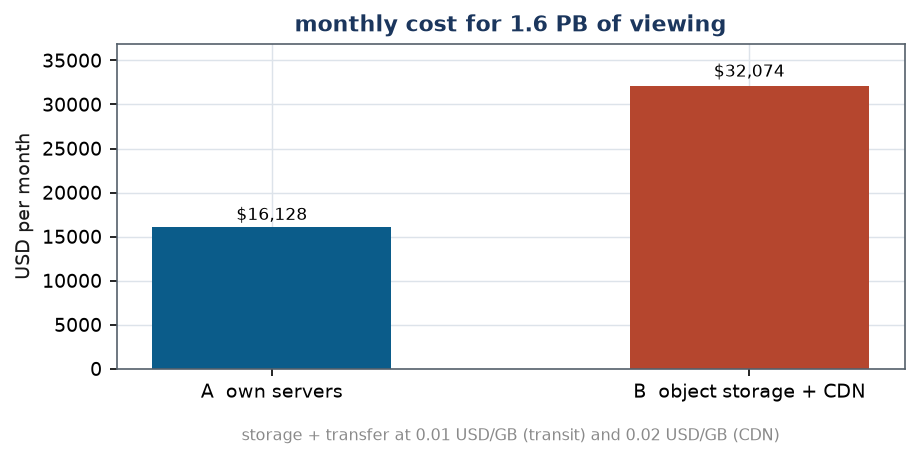 monthly cost for 1.6 PB of viewing
USD per month
35000
30000
25000
20000
15000
10000
5000
0
$16,128
$32,074
A  own servers
B  object storage + CDN
storage + transfer at 0.01 USD/GB (transit) and 0.02 USD/GB (CDN)